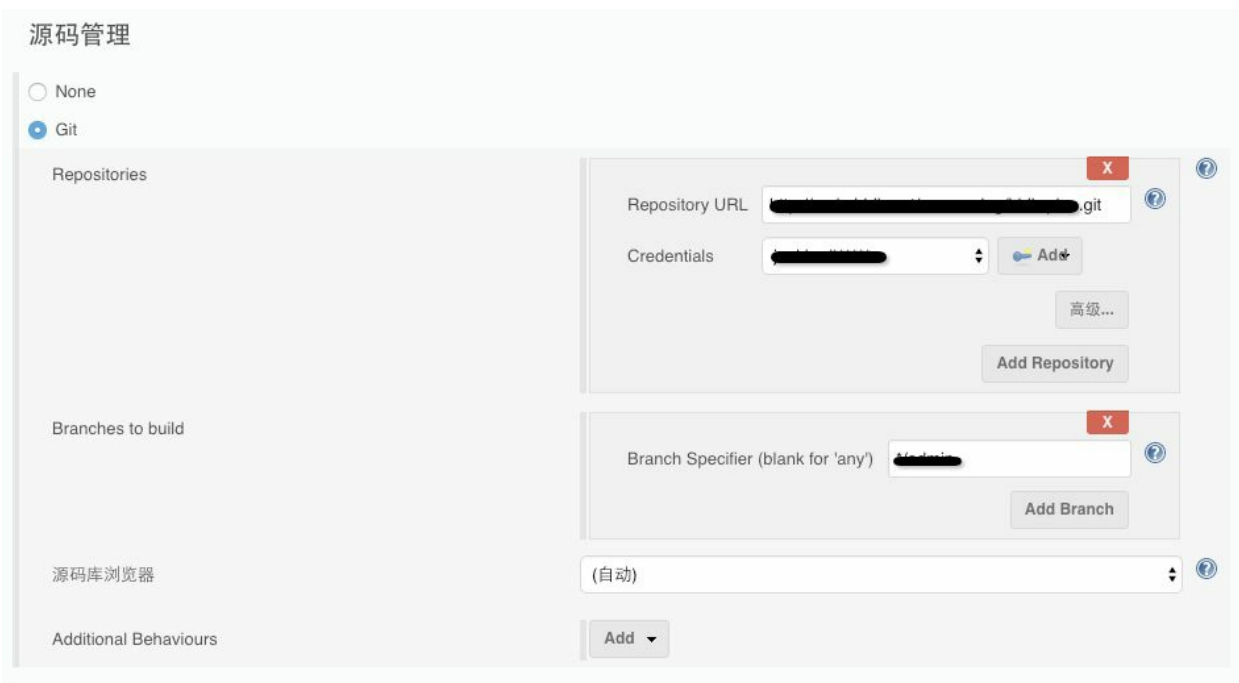 源码管理
None
Git
Repositories
X
Repository URL .git
Credentials
Add
高级...
Add Repository
Branches to build
X
Branch Specifier (blank for 'any')
Add Branch
源码库浏览器 (自动)
Additional Behaviours Add